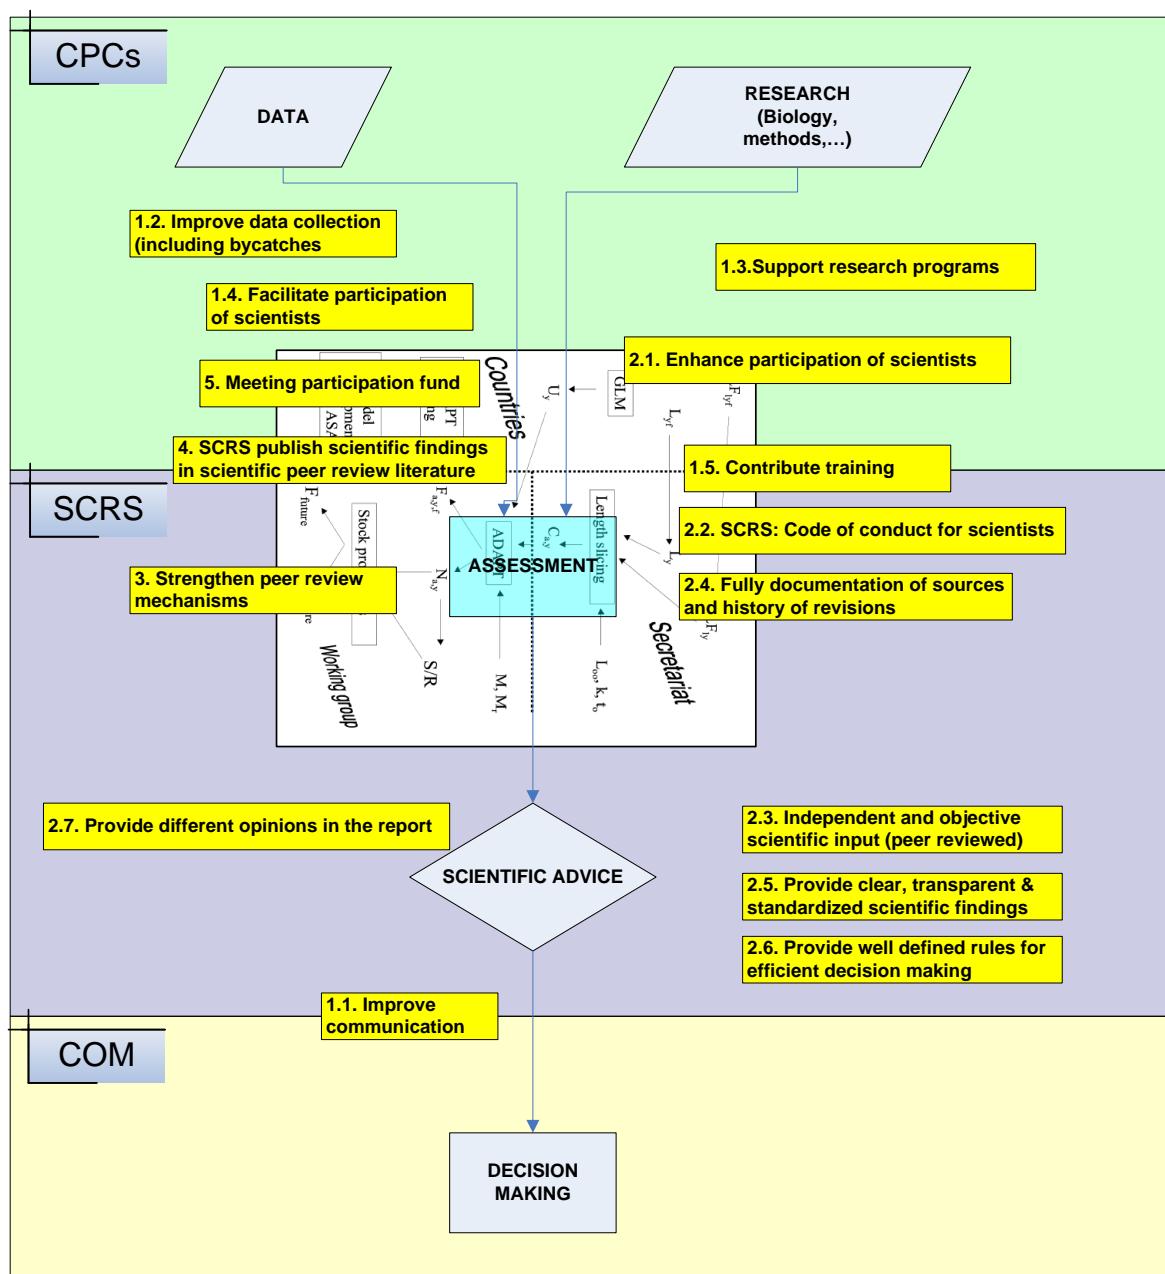 CPCs
DATA
RESEARCH
(Biology,
methods,...)
1.2. Improve data collection
(including bycatches
1.3.Support research programs
1.4. Facilitate participation
of scientists
2.1. Enhance participation of scientists
5. Meeting participation fund
Countries
U y
GLM
L yf
F lyf
4. SCRS publish scientific findings
in scientific peer review literature
1.5. Contribute training
SCRS
F future
F a,y,f
Length slicing
C a,y
ADAPT
ASSESSMENT
L y
2.2. SCRS: Code of conduct for scientists
3. Strengthen peer review
mechanisms
N a,y
2.4. Fully documentation of sources
and history of revisions
F ly
Working group
S/R
M, M r
L oo, k, t o
Secretariat
2.7. Provide different opinions in the report
2.3. Independent and objective
scientific input (peer reviewed)
SCIENTIFIC ADVICE
2.5. Provide clear, transparent &
standardized scientific findings
2.6. Provide well defined rules for
efficient decision making
1.1. Improve
communication
COM
DECISION
MAKING